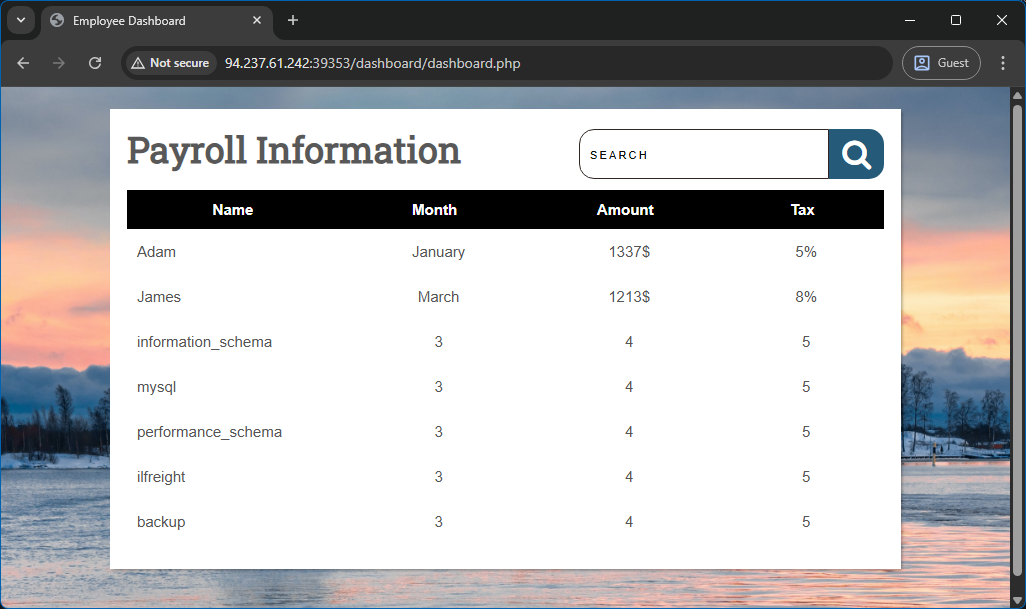 Employee Dashboard
Not secure 94.237.61.242:39353/dashboard/dashboard.php Guest
Payroll Information
SEARCH
Name Month Amount Tax
Adam January 1337$ 5%
James March 1213$ 8%
information_schema 3 4 5
mysql 3 4 5
performance_schema 3 4 5
ilfreight 3 4 5
backup 3 4 5